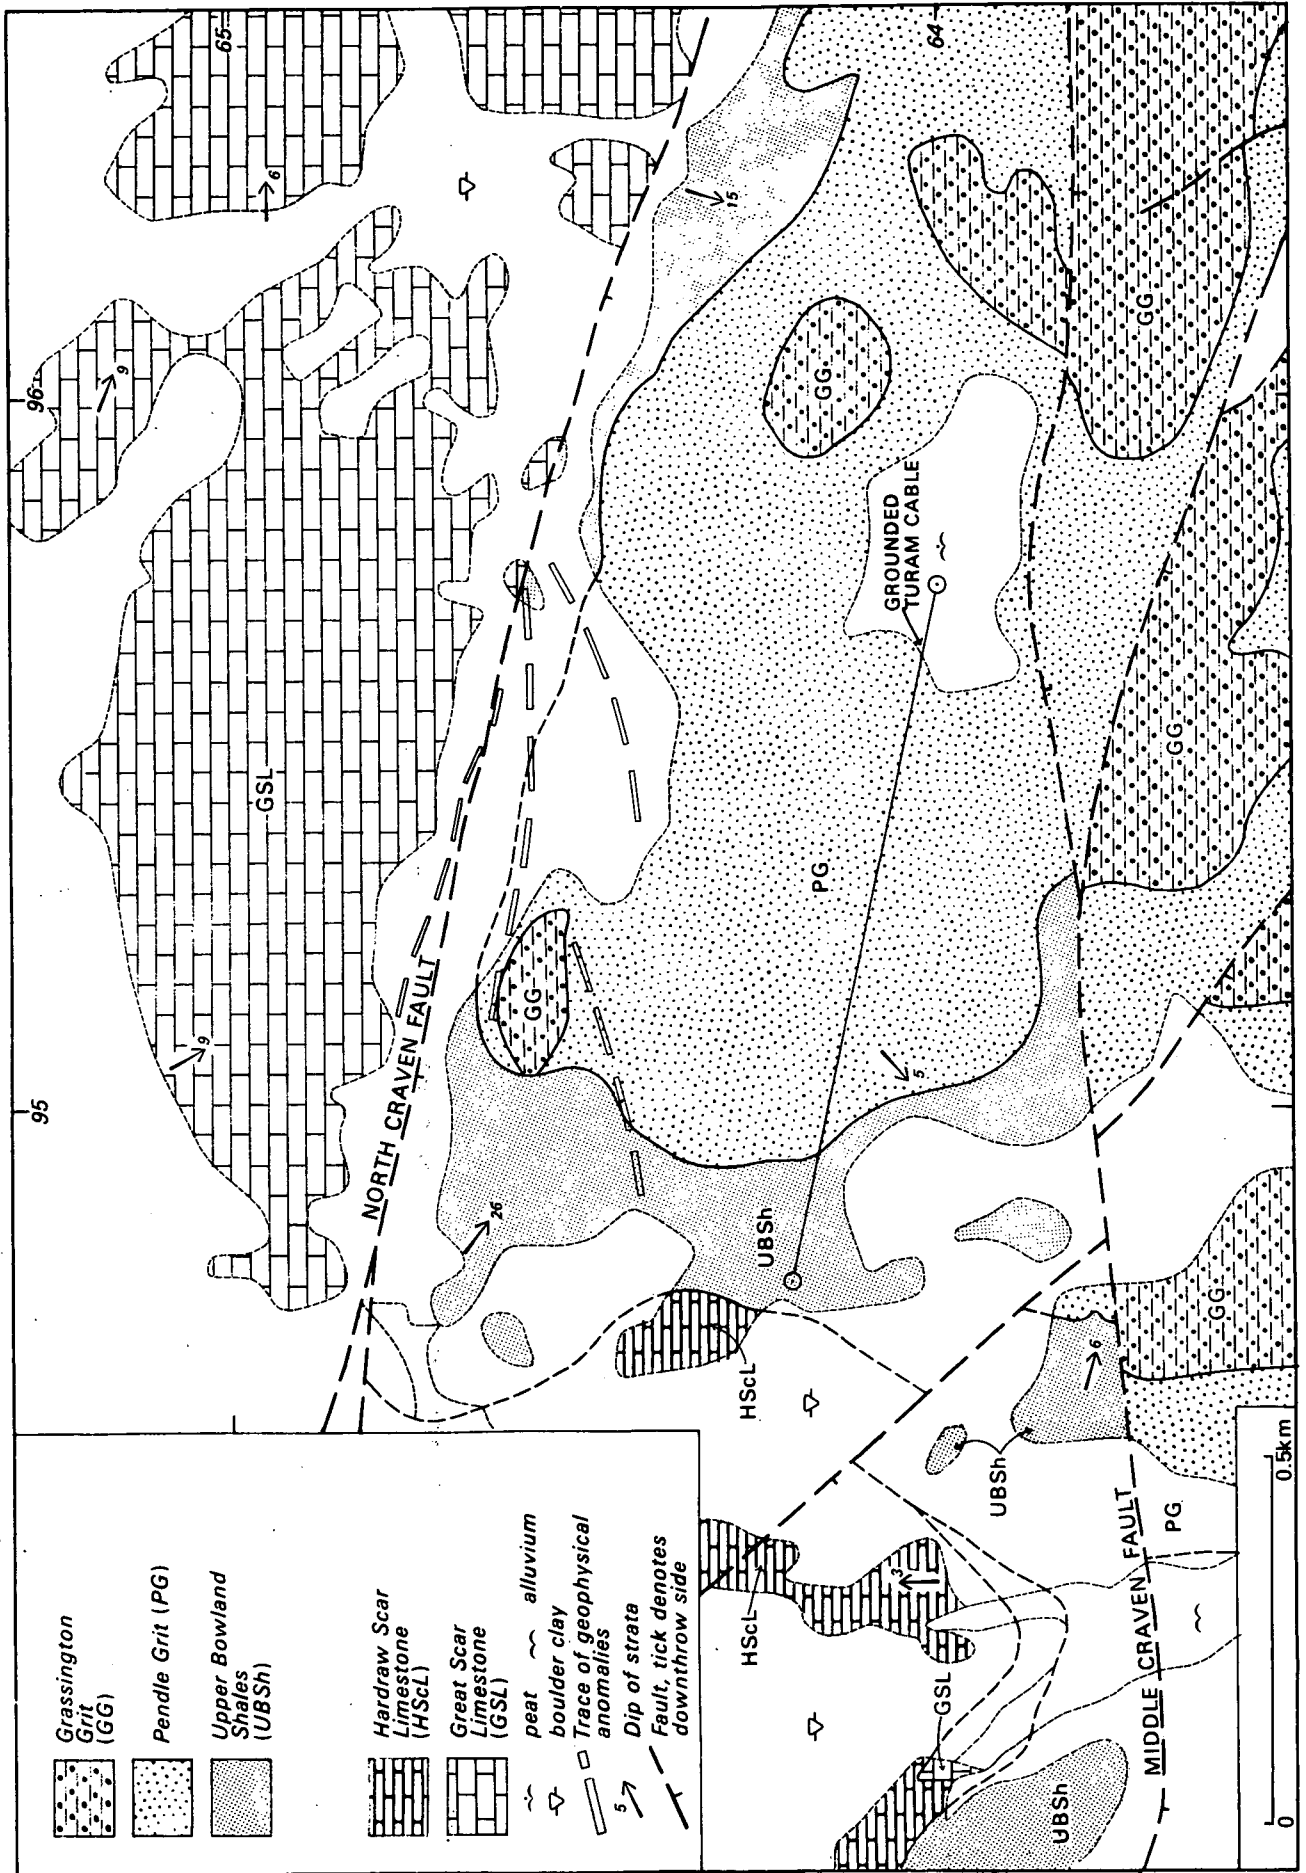 Grassington
Grit
(GG)
Pendle Grit (PG)
Upper Bowland
Shales
(UBSh)
Hardraw Scar
Limestone
(HScL)
Great Scar
Limestone
(GSL)
peat
alluvium
boulder clay
Trace of geophysical
anomalies
5
Dip of strata
Fault, tick denotes
downthrow side
95
96
65
64
9
9
6
15
26
5
6
3
GSL
NORTH CRAVEN FAULT
GG
GG
GG
GG
GG
PG
GROUNDED
TURAM CABLE
UBSh
HScL
HScL
GSL
UBSh
UBSh
PG
MIDDLE CRAVEN FAULT
0
0.5km